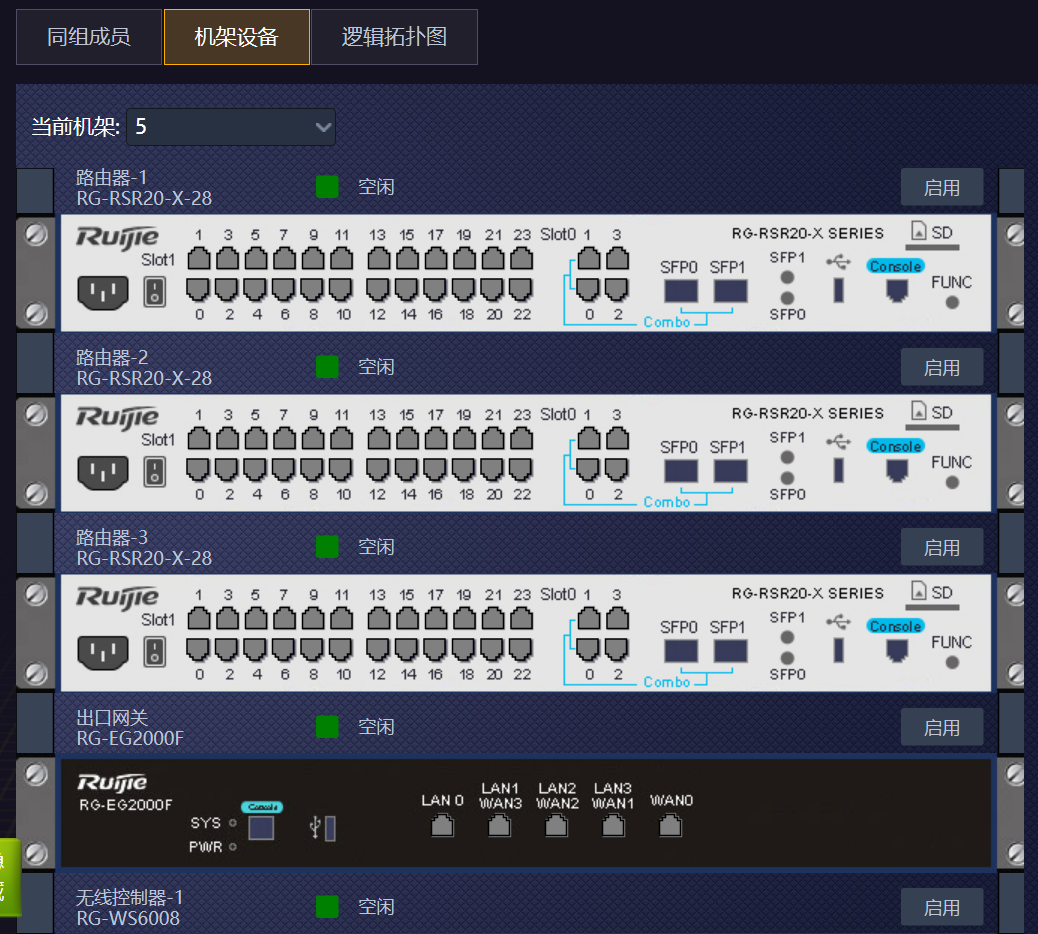 同组成员 机架设备 逻辑拓扑图
当前机架: 5
路由器-1
RG-RSR20-X-28
空闲
启用
Ruijie
1 3 5 7 9 11 13 15 17 19 21 23 Slot0 1 3
RG-RSR20-X SERIES
SD
Slot1
SFP0 SFP1
SFP1
Console
FUNC
0 2 4 6 8 10 12 14 16 18 20 22 0 2
Combo
SFP0
路由器-2
RG-RSR20-X-28
空闲
启用
Ruijie
1 3 5 7 9 11 13 15 17 19 21 23 Slot0 1 3
RG-RSR20-X SERIES
SD
Slot1
SFP0 SFP1
SFP1
Console
FUNC
0 2 4 6 8 10 12 14 16 18 20 22 0 2
Combo
SFP0
路由器-3
RG-RSR20-X-28
空闲
启用
Ruijie
1 3 5 7 9 11 13 15 17 19 21 23 Slot0 1 3
RG-RSR20-X SERIES
SD
Slot1
SFP0 SFP1
SFP1
Console
FUNC
0 2 4 6 8 10 12 14 16 18 20 22 0 2
Combo
SFP0
出口网关
RG-EG2000F
空闲
启用
Ruijie
RG-EG2000F
Console
SYS
PWR
LAN 0
LAN1 LAN2 LAN3
WAN3 WAN2 WAN1 WAN0
无线控制器-1
RG-WS6008
空闲
启用